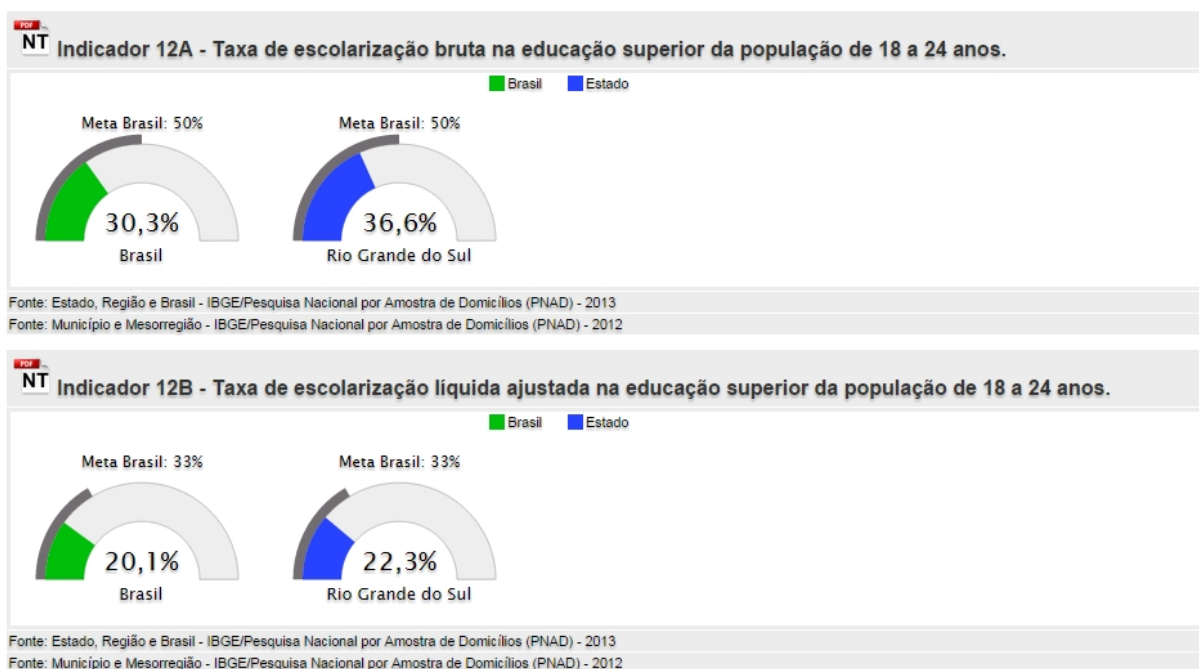 PDF
NT Indicador 12A - Taxa de escolarização bruta na educação superior da população de 18 a 24 anos.
Brasil Estado
Meta Brasil: 50% Meta Brasil: 50%
30,3% 36,6%
Brasil Rio Grande do Sul
Fonte: Estado, Região e Brasil - IBGE/Pesquisa Nacional por Amostra de Domicílios (PNAD) - 2013
Fonte: Município e Mesorregião - IBGE/Pesquisa Nacional por Amostra de Domicílios (PNAD) - 2012
PDF
NT Indicador 12B - Taxa de escolarização líquida ajustada na educação superior da população de 18 a 24 anos.
Brasil Estado
Meta Brasil: 33% Meta Brasil: 33%
20,1% 22,3%
Brasil Rio Grande do Sul
Fonte: Estado, Região e Brasil - IBGE/Pesquisa Nacional por Amostra de Domicílios (PNAD) - 2013
Fonte: Município e Mesorregião - IBGE/Pesquisa Nacional por Amostra de Domicílios (PNAD) - 2012